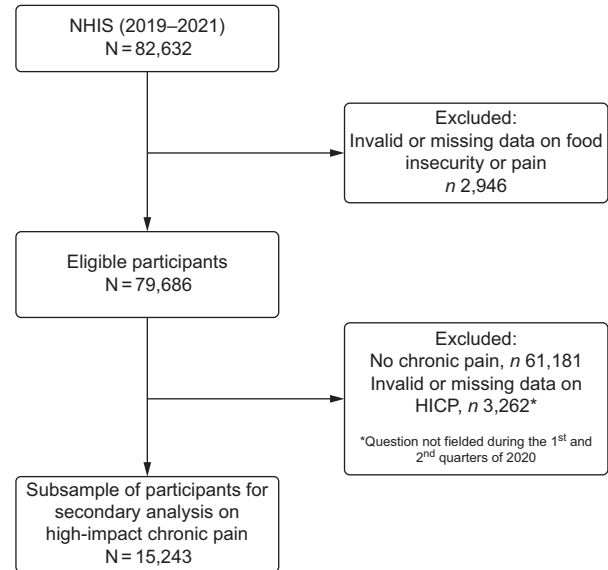 NHIS (2019–2021)
N = 82,632
Excluded:
Invalid or missing data on food
insecurity or pain
n 2,946
Eligible participants
N = 79,686
Excluded:
No chronic pain, n 61,181
Invalid or missing data on
HICP, n 3,262*
*Question not fielded during the 1st and
2nd quarters of 2020
Subsample of participants for
secondary analysis on
high-impact chronic pain
N = 15,243